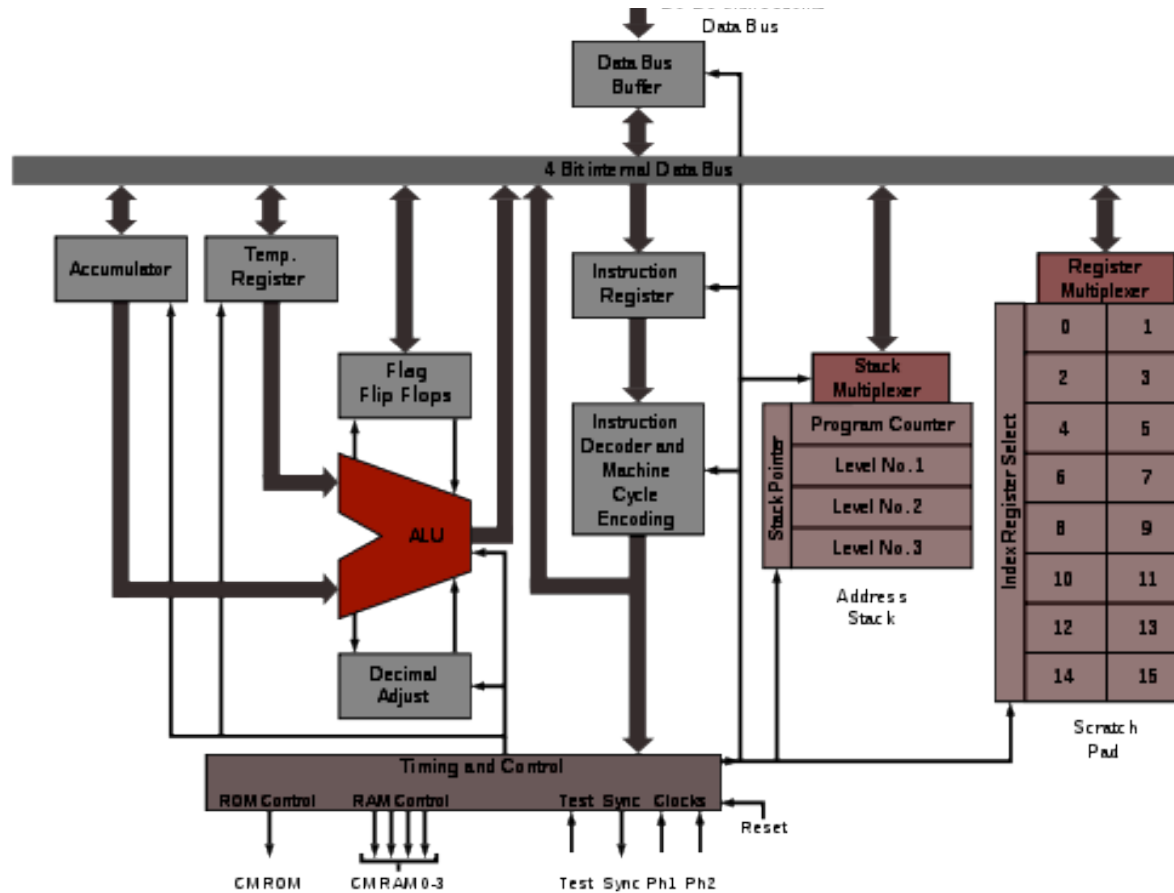 Data Bus
Data Bus
Buffer
4 Bit internal Data Bus
Accumulator
Temp.
Register
Instruction
Register
Register
Multiplexer
Flag
Flip Flops
Stack
Multiplexer
Instruction
Decoder and
Machine
Cycle
Encoding
Stack Pointer
Program Counter
Level No. 1
Level No. 2
Level No. 3
Address
Stack
Index Register Select
0 1
2 3
4 5
6 7
8 9
10 11
12 13
14 15
Scratch
Pad
ALU
Decimal
Adjust
Timing and Control
ROM Control RAM Control Test Sync Clocks
Reset
CM ROM CM RAM 0-3 Test Sync Ph1 Ph2